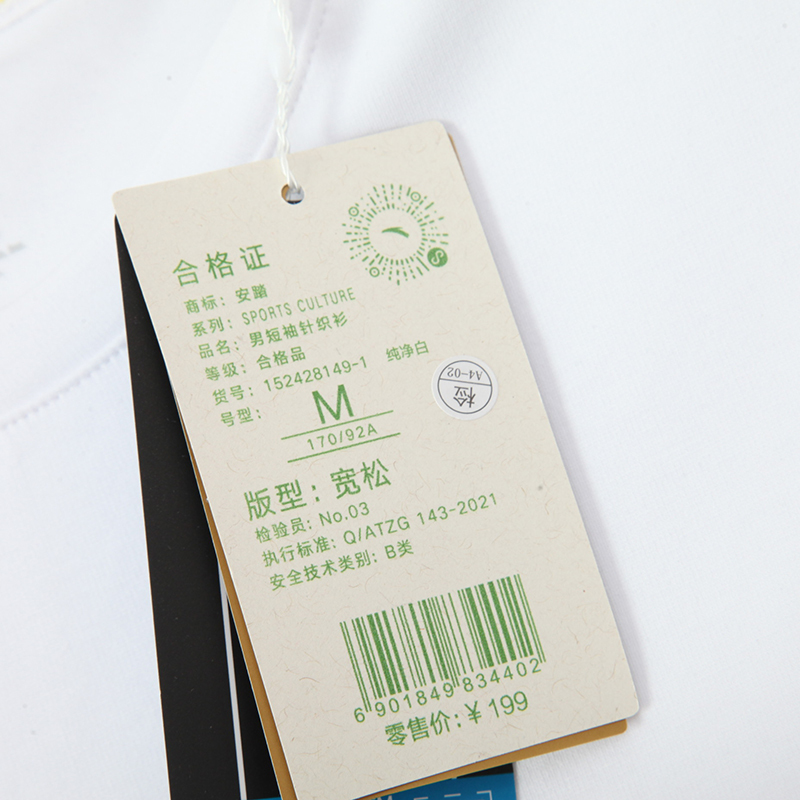 合格证
商标：安踏
系列：SPORTS CULTURE
品名：男短袖针织衫
等级：合格品
货号：152428149-1 纯净白
号型：M
170/92A
检
A4-02
版型：宽松
检验员：No.03
执行标准：Q/ATZG 143-2021
安全技术类别：B类
6 901849 834402
零售价：¥ 199